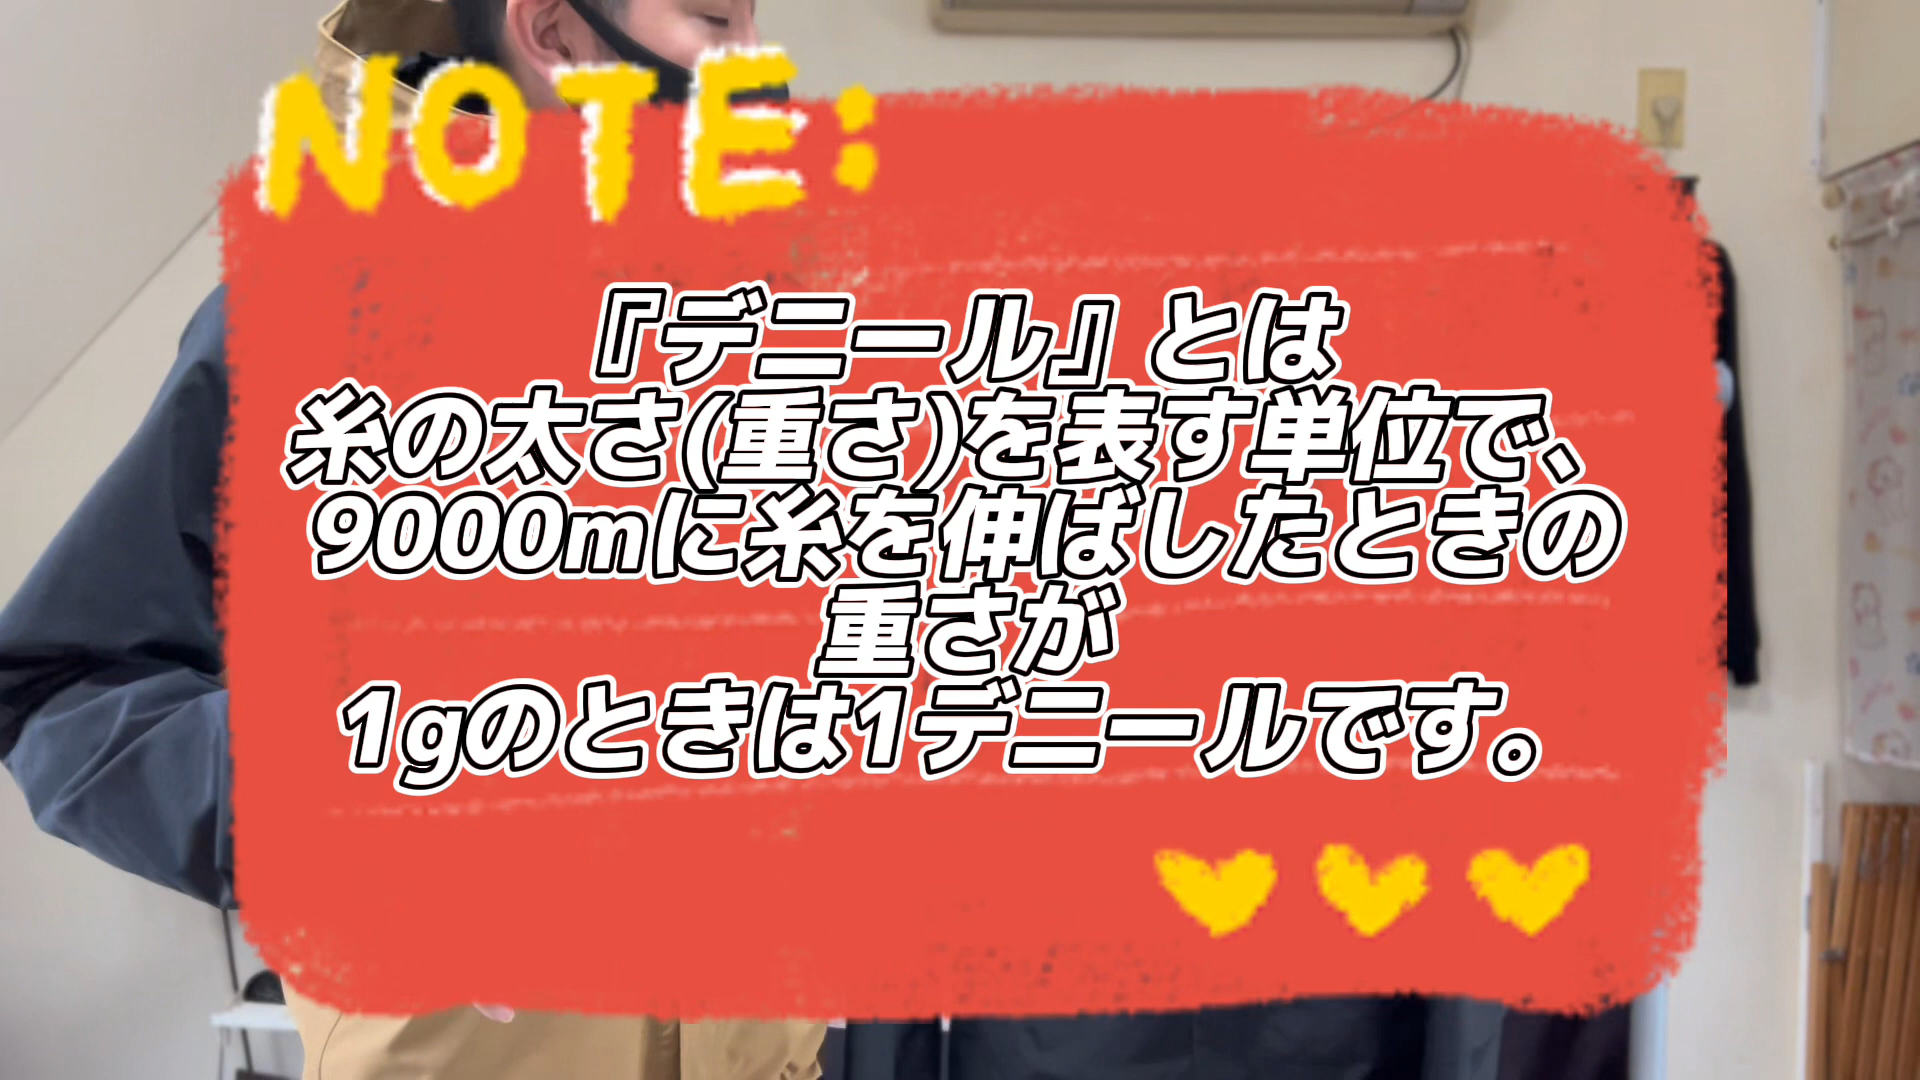 NOTE:
『デニール』とは
糸の太さ(重さ)を表す単位で、
9000mに糸を伸ばしたときの
重さが
1gのときは1デニールです。